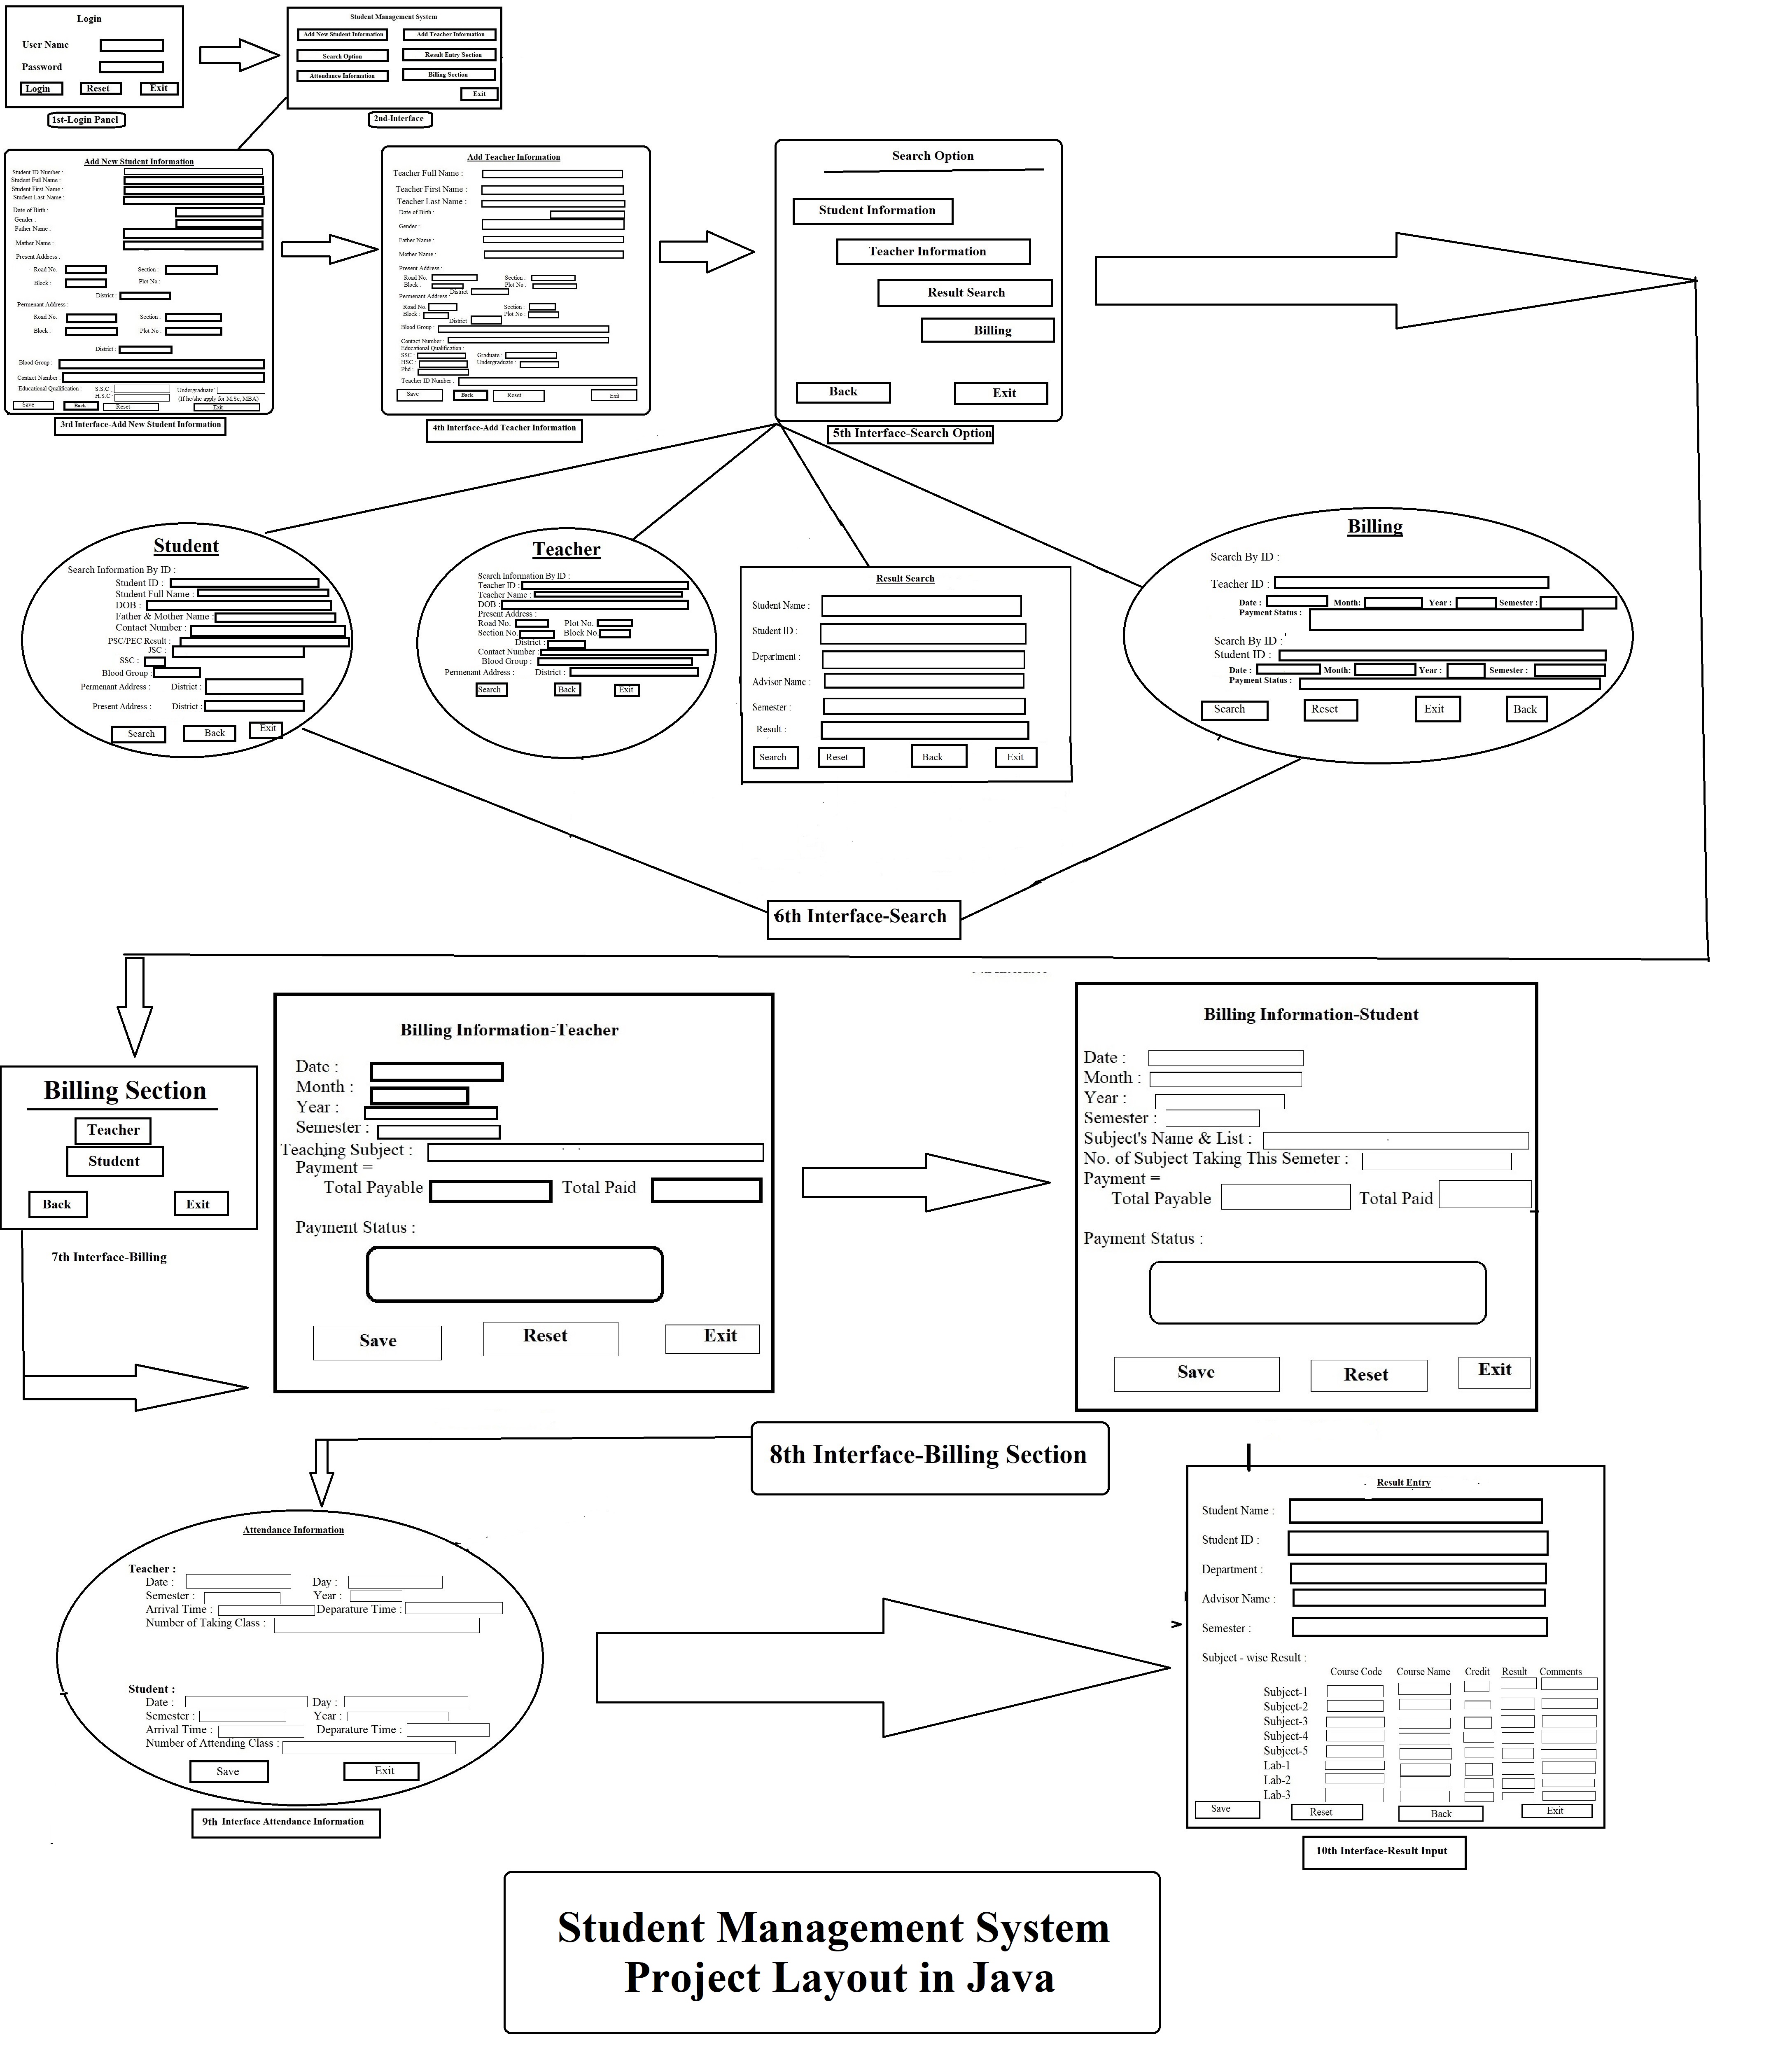 Login
User Name
Password
Login Reset Exit
1st-Login Panel
Student Management System
Add New Student Information Add Teacher Information
Search Option Result Entry Section
Attendance Information Billing Section
Exit
2nd-Interface
Add New Student Information
Student ID Number :
Student Full Name :
Student First Name :
Student Last Name :
Date of Birth :
Gender :
Father Name :
Mather Name :
Present Address :
Road No. Section :
Block : Plot No :
District :
Permenant Address :
Road No. Section :
Block : Plot No :
District :
Blood Group :
Contact Number :
Educational Qualification : S.S.C : Undergraduate-
H.S.C : (If he/she apply for M.Sc, MBA)
Save Back Reset Exit
3rd Interface-Add New Student Information
Add Teacher Information
Teacher Full Name :
Teacher First Name :
Teacher Last Name :
Date of Birth :
Gender :
Father Name :
Mother Name :
Present Address :
Road No. Section :
Block : Plot No :
District
Permenant Address :
Road No. Section :
Block : Plot No :
District
Blood Group :
Contact Number :
Educational Qualification :
SSC : Graduate :
HSC : Undergraduate :
Phd :
Teacher ID Number :
Save Back Reset Exit
4th Interface-Add Teacher Information
Search Option
Student Information
Teacher Information
Result Search
Billing
Back Exit
5th Interface-Search Option
Student
Search Information By ID :
Student ID :
Student Full Name :
DOB :
Father & Mother Name :
Contact Number :
PSC/PEC Result :
JSC :
SSC :
Blood Group :
Permenant Address : District :
Present Address : District :
Search Back Exit
Teacher
Search Information By ID :
Teacher ID :
Teacher Name :
DOB :
Present Address :
Road No. Plot No.
Section No. Block No.
District :
Contact Number :
Blood Group :
Permenant Address : District :
Search Back Exit
Result Search
Student Name :
Student ID :
Department :
Advisor Name :
Semester :
Result :
Search Reset Back Exit
Billing
Search By ID :
Teacher ID :
Date : Month: Year : Semester :
Payment Status :
Search By ID :
Student ID :
Date : Month: Year : Semester :
Payment Status :
Search Reset Exit Back
6th Interface-Search
Billing Section
Teacher
Student
Back Exit
7th Interface-Billing
Billing Information-Teacher
Date :
Month :
Year :
Semester :
Teaching Subject :
Payment =
Total Payable Total Paid
Payment Status :
Save Reset Exit
Billing Information-Student
Date :
Month :
Year :
Semester :
Subject's Name & List :
No. of Subject Taking This Semeter :
Payment =
Total Payable Total Paid
Payment Status :
Save Reset Exit
8th Interface-Billing Section
Attendance Information
Teacher :
Date : Day :
Semester : Year :
Arrival Time : Deparature Time :
Number of Taking Class :
Student :
Date : Day :
Semester : Year :
Arrival Time : Deparature Time :
Number of Attending Class :
Save Exit
9th Interface Attendance Information
Result Entry
Student Name :
Student ID :
Department :
Advisor Name :
Semester :
Subject - wise Result :
Course Code Course Name Credit Result Comments
Subject-1
Subject-2
Subject-3
Subject-4
Subject-5
Lab-1
Lab-2
Lab-3
Save Reset Back Exit
10th Interface-Result Input
Student Management System
Project Layout in Java